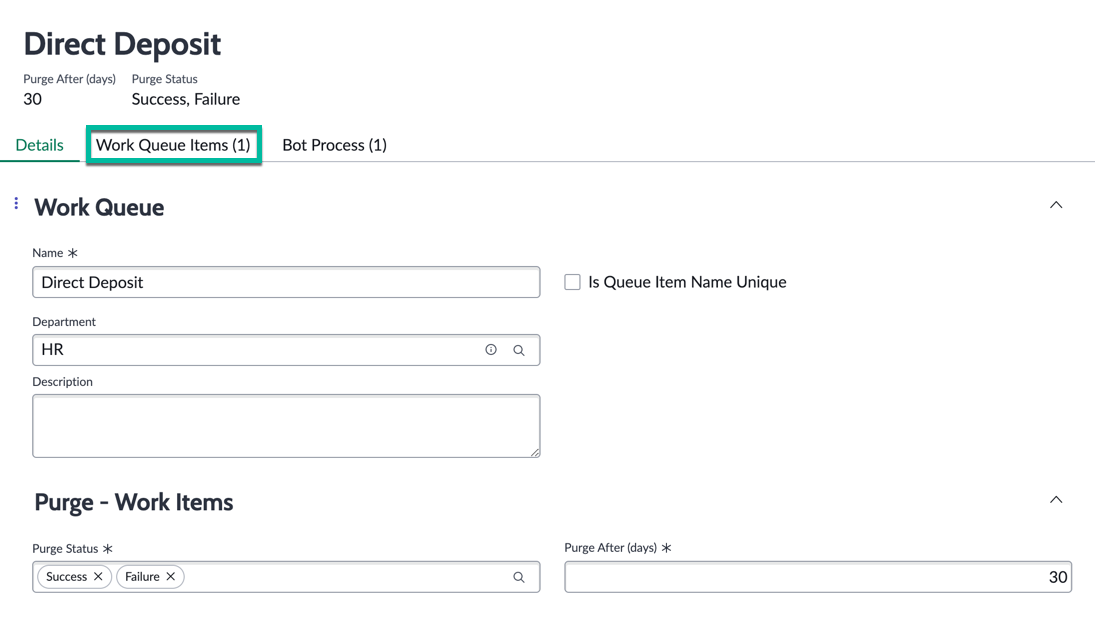 Direct Deposit
Purge After (days) Purge Status
30 Success, Failure
Details Work Queue Items (1) Bot Process (1)
Work Queue
Name *
Direct Deposit Is Queue Item Name Unique
Department
HR
Description
Purge - Work Items
Purge Status * Purge After (days) *
Success Failure 30